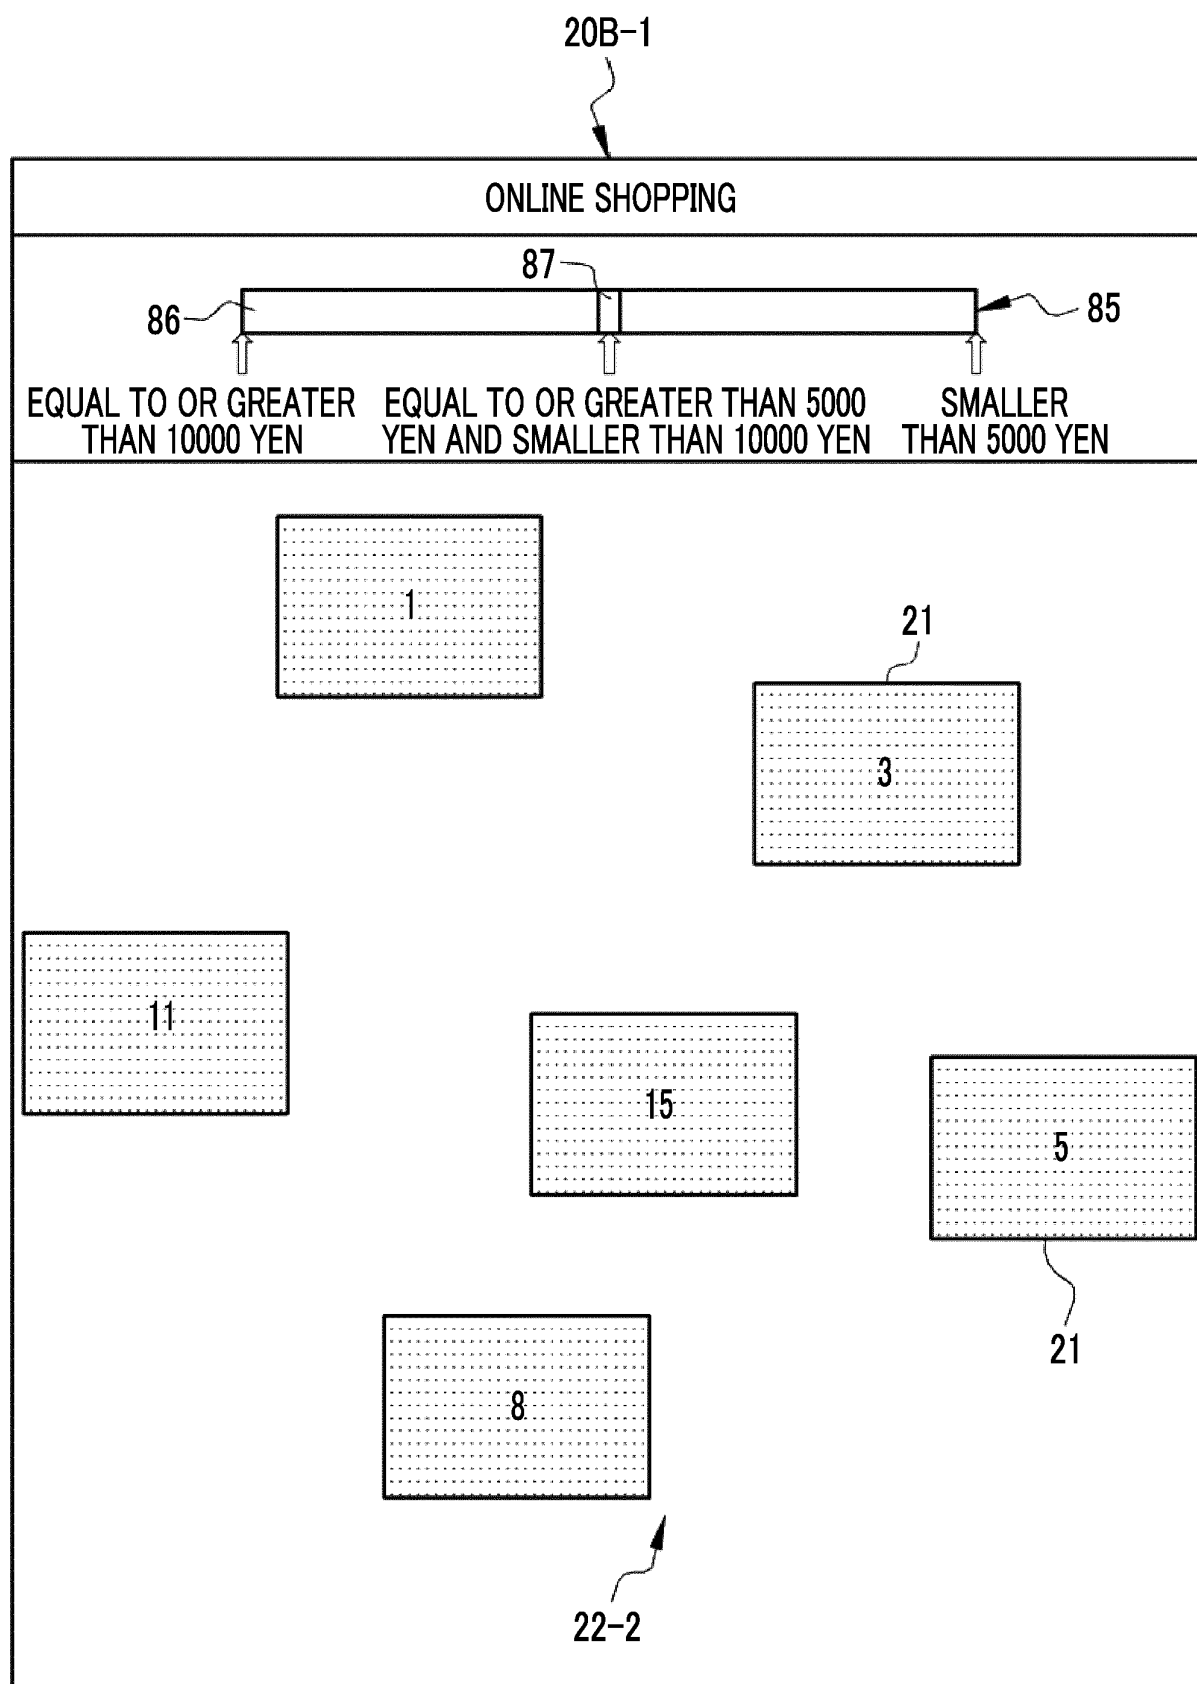 20B-1
ONLINE SHOPPING
87
86
85
EQUAL TO OR GREATER
THAN 10000 YEN
EQUAL TO OR GREATER THAN 5000
YEN AND SMALLER THAN 10000 YEN
SMALLER
THAN 5000 YEN
1
21
3
11
15
5
21
8
22-2